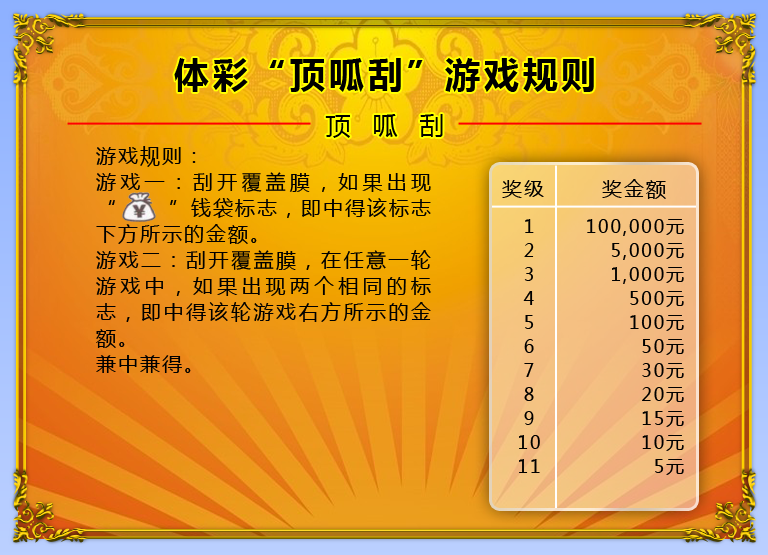 体彩“顶呱刮”游戏规则
顶 呱 刮
游戏规则：
游戏一：刮开覆盖膜，如果出现
“¥”钱袋标志，即中得该标志
下方所示的金额。
游戏二：刮开覆盖膜，在任意一轮
游戏中，如果出现两个相同的标
志，即中得该轮游戏右方所示的金
额。
兼中兼得。
奖级 奖金额
1 100,000元
2 5,000元
3 1,000元
4 500元
5 100元
6 50元
7 30元
8 20元
9 15元
10 10元
11 5元